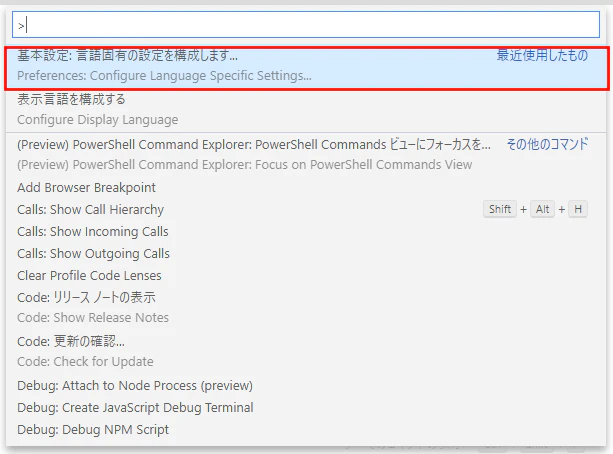 >
基本設定: 言語固有の設定を構成します... 最近使用したもの
Preferences: Configure Language Specific Settings...
表示言語を構成する
Configure Display Language
(Preview) PowerShell Command Explorer: PowerShell Commands ビューにフォーカスを... その他のコマンド
(Preview) PowerShell Command Explorer: Focus on PowerShell Commands View
Add Browser Breakpoint
Calls: Show Call Hierarchy Shift + Alt + H
Calls: Show Incoming Calls
Calls: Show Outgoing Calls
Clear Profile Code Lenses
Code: リリース ノートの表示
Code: Show Release Notes
Code: 更新の確認...
Code: Check for Update
Debug: Attach to Node Process (preview)
Debug: Create JavaScript Debug Terminal
Debug: Debug NPM Script